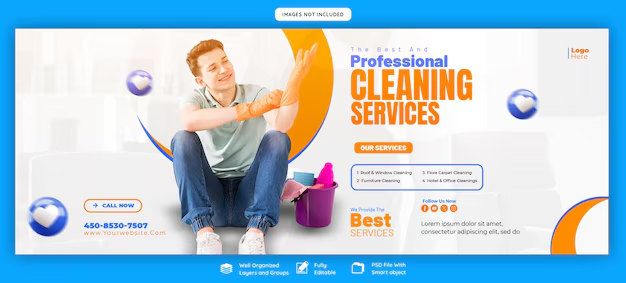 IMAGES NOT INCLUDED
The Best And
Professional
CLEANING
SERVICES
Logo
Here
OUR SERVICES
1 Roof & Window Cleaning
3 Flore Carpet Cleaning
2 Furniture Cleaning
4 Hotel & Office Cleanings
CALL NOW
450-8530-7507
www.Yourwebsite.Com
We Provide The
Best
SERVICES
Follow Us Now
Lorem ipsum dolor sit amet,
consectetuer adipiscing elit, sed do
Well Organized
Layers and Groups
Fully
Editable
PSD File With
Smart object